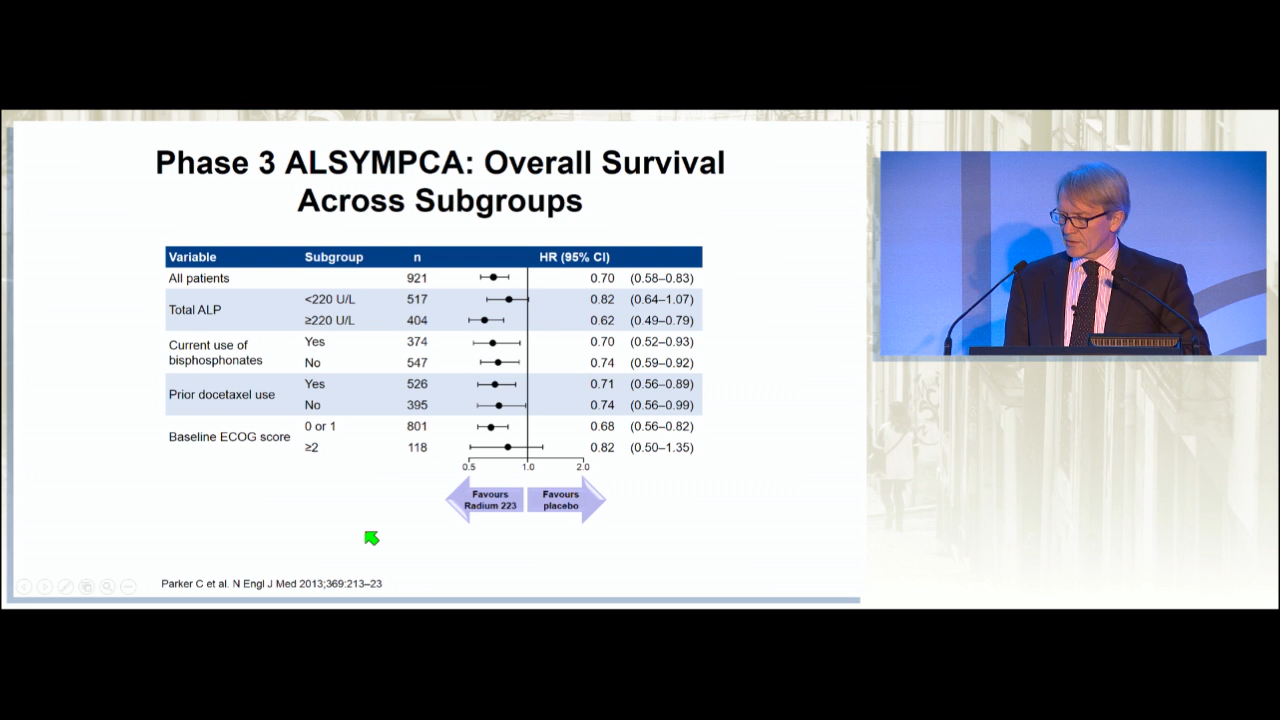 Phase 3 ALSYMPCA: Overall Survival
Across Subgroups
Variable Subgroup n HR (95% CI)
All patients 921 0.70 (0.58–0.83)
Total ALP
<220 U/L 517 0.82 (0.64–1.07)
≥220 U/L 404 0.62 (0.49–0.79)
Current use of
bisphosphonates
Yes 374 0.70 (0.52–0.93)
No 547 0.74 (0.59–0.92)
Prior docetaxel use
Yes 526 0.71 (0.56–0.89)
No 395 0.74 (0.56–0.99)
Baseline ECOG score
0 or 1 801 0.68 (0.56–0.82)
≥2 118 0.82 (0.50–1.35)
0.5 1.0 2.0
Favours
Radium 223
Favours
placebo
Parker C et al. N Engl J Med 2013;369:213–23